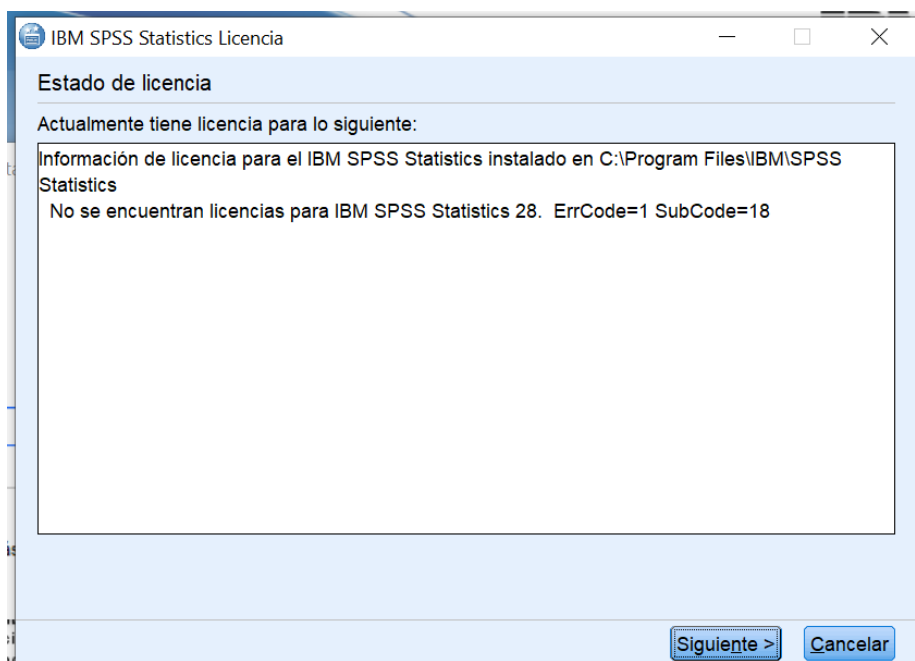 IBM SPSS Statistics Licencia
Estado de licencia
Actualmente tiene licencia para lo siguiente:
Información de licencia para el IBM SPSS Statistics instalado en C:\Program Files\IBM\SPSS
Statistics
No se encuentran licencias para IBM SPSS Statistics 28. ErrCode=1 SubCode=18
Siguiente >
Cancelar